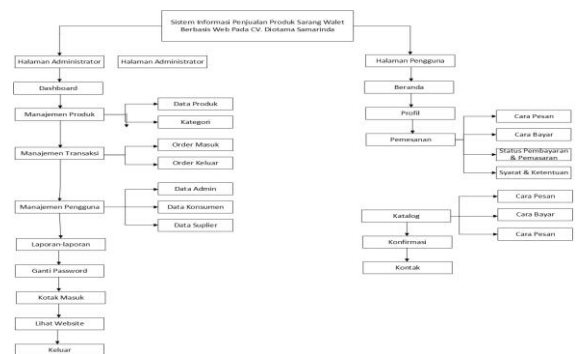 Sistem Informasi Penjualan Produk Sarang Walet
Berbasis Web Pada CV. Diotama Samarinda
Halaman Administrator
Halaman Administrator
Dashboard
Manajemen Produk
Data Produk
Kategori
Manajemen Transaksi
Order Masuk
Order Keluar
Manajemen Pengguna
Data Admin
Data Konsumen
Data Suplier
Laporan-laporan
Ganti Password
Kotak Masuk
Lihat Website
Keluar
Halaman Pengguna
Beranda
Profil
Pemesanan
Cara Pesan
Cara Bayar
Status Pembayaran
& Pemasaran
Syarat & Ketentuan
Katalog
Cara Pesan
Cara Bayar
Cara Pesan
Konfirmasi
Kontak